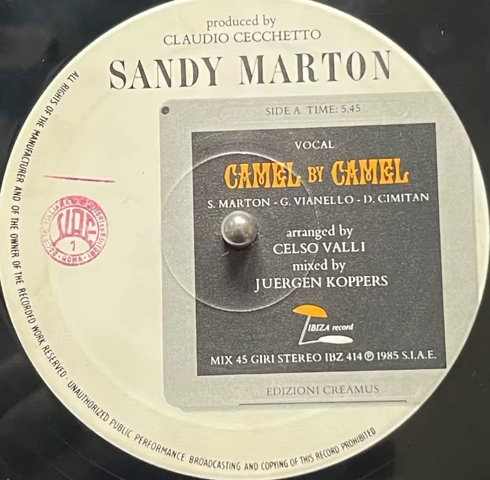 produced by
CLAUDIO CECCHETTO
SANDY MARTON
SIDE A TIME: 5,45
VOCAL
CAMEL BY CAMEL
S. MARTON - G. VIANELLO - D. CIMITAN
arranged by
CELSO VALLI
mixed by
JUERGEN KOPPERS
IBIZA record
MIX 45 GIRI STEREO IBZ 414 ℗ 1985 S.I.A.E.
EDIZIONI CREAMUS
ALL RIGHTS OF THE MANUFACTURER AND OF THE OWNER OF THE RECORDED WORK RESERVED · UNAUTHORIZED PUBLIC PERFORMANCE BROADCASTING AND COPYING OF THIS RECORD PROHIBITED
1
ROMA